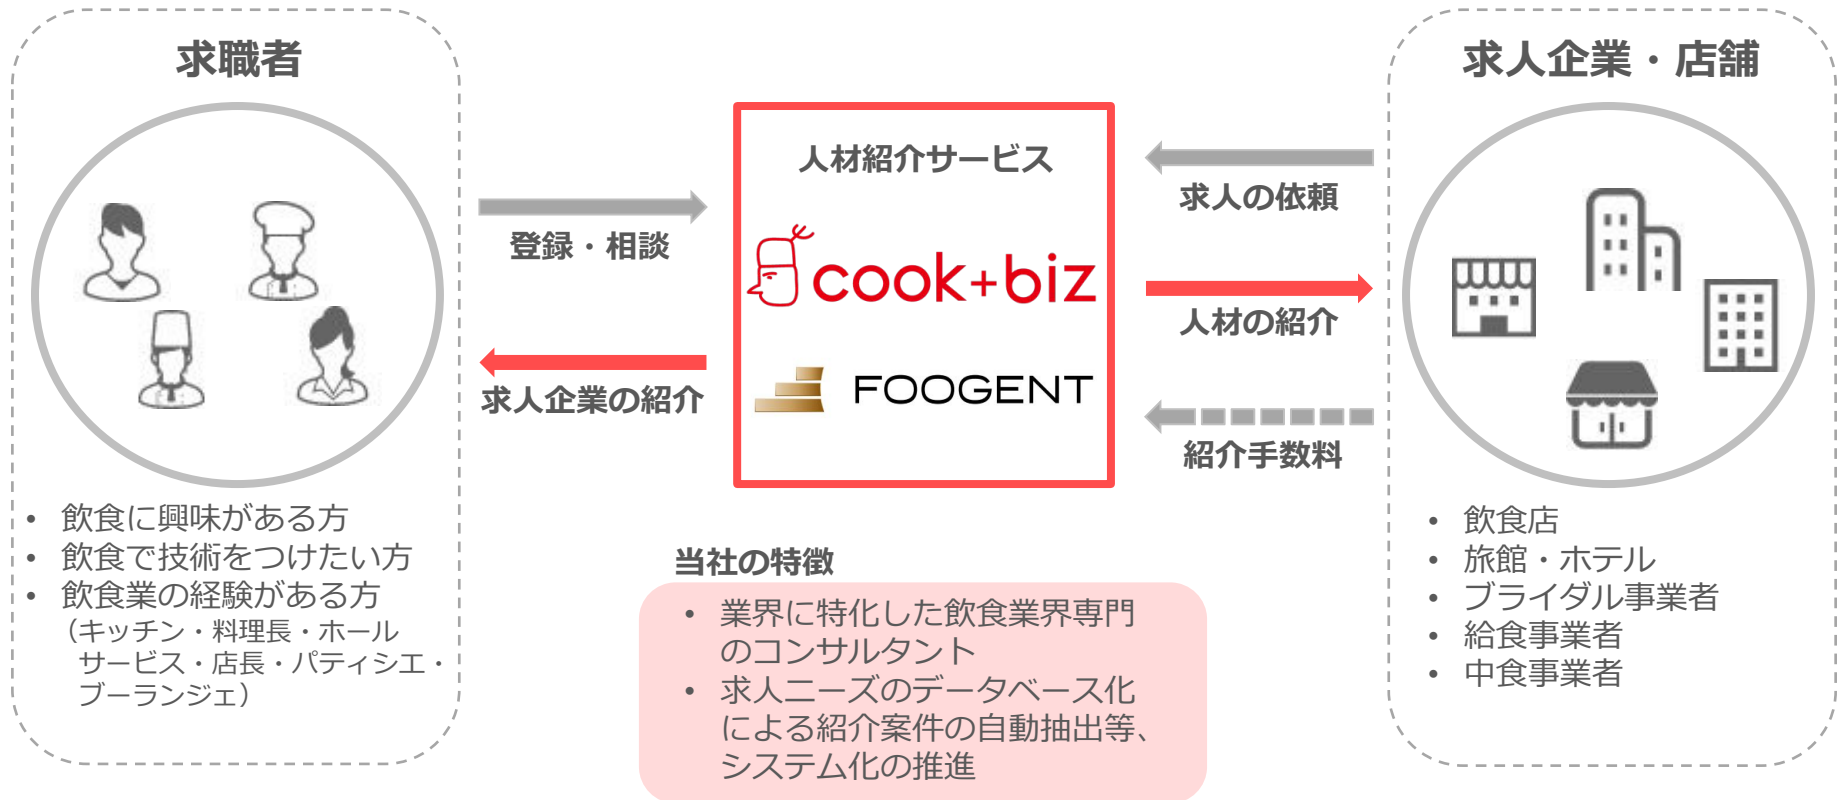 求職者
• 飲食に興味がある方
• 飲食で技術をつけたい方
• 飲食業の経験がある方
（キッチン・料理長・ホール
サービス・店長・パティシエ・
ブーランジェ）
登録・相談
求人企業の紹介
人材紹介サービス
cook+biz
FOOGENT
当社の特徴
• 業界に特化した飲食業界専門
のコンサルタント
• 求人ニーズのデータベース化
による紹介案件の自動抽出等、
システム化の推進
求人の依頼
人材の紹介
紹介手数料
求人企業・店舗
• 飲食店
• 旅館・ホテル
• ブライダル事業者
• 給食事業者
• 中食事業者